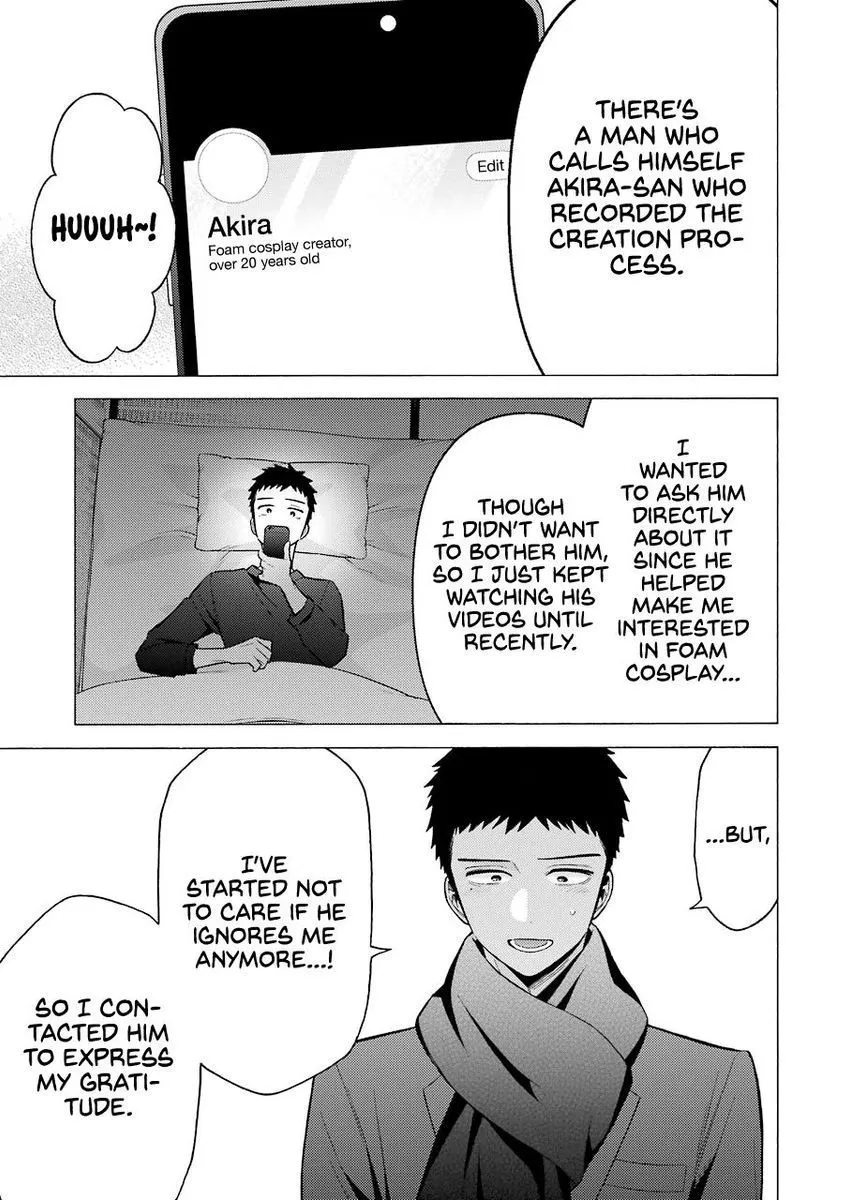 THERE'S
A MAN WHO
CALLS HIMSELF
AKIRA-SAN WHO
RECORDED THE
CREATION PRO-
CESS.
Edit
Akira
Foam cosplay creator,
over 20 years old
HUUUH~!
I
WANTED
TO ASK HIM
DIRECTLY
ABOUT IT
SINCE HE
HELPED
MAKE ME
INTERESTED
IN FOAM
COSPLAY...
THOUGH
I DIDN'T WANT
TO BOTHER HIM,
SO I JUST KEPT
WATCHING HIS
VIDEOS UNTIL
RECENTLY.
...BUT,
I'VE
STARTED NOT
TO CARE IF HE
IGNORES ME
ANYMORE...!
SO I CON-
TACTED HIM
TO EXPRESS
MY GRATI-
TUDE.